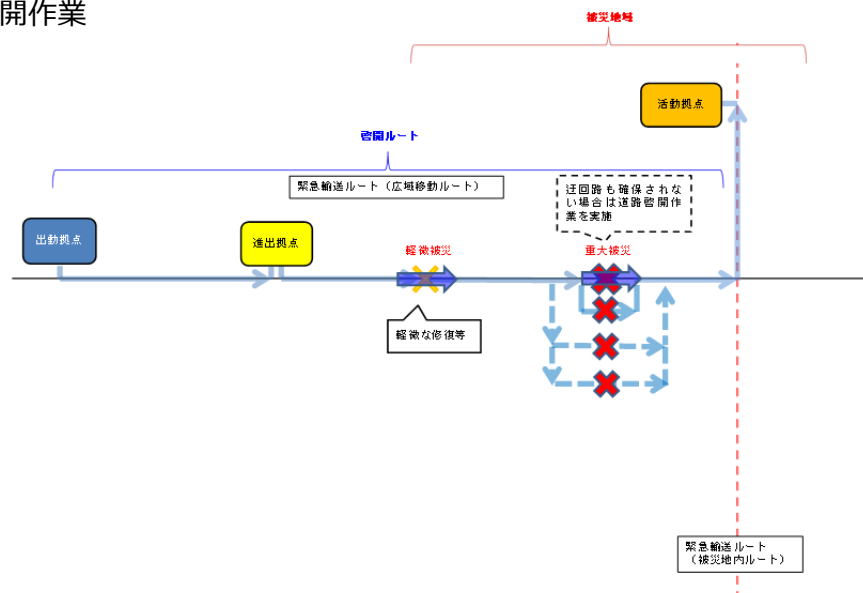 開作業
被災地域
活動拠点
啓開ルート
緊急輸送ルート（広域移動ルート）
迂回路も確保されな
い場合は道路啓開作
業を実施
出動拠点
進出拠点
軽微被災
重大被災
軽微な修復等
緊急輸送ルート
（被災地内ルート）